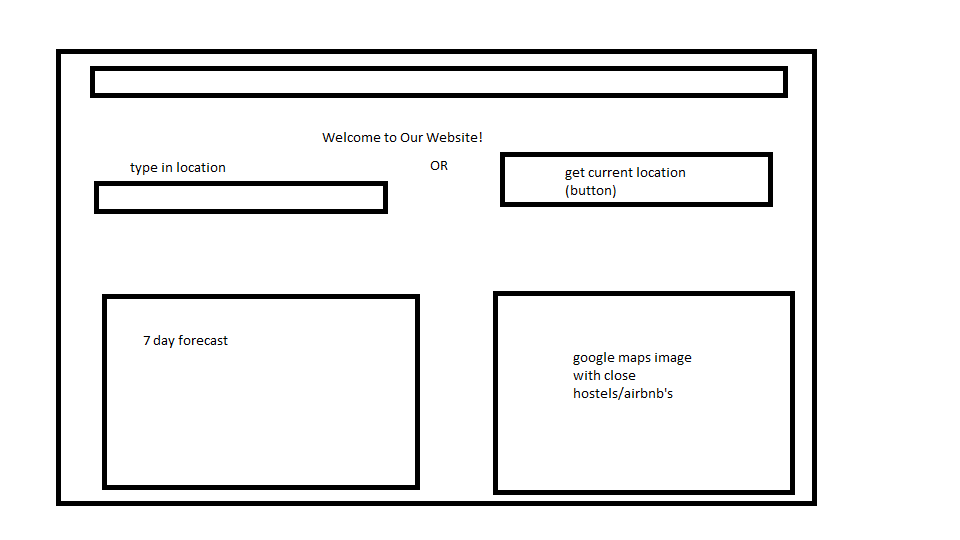 Welcome to Our Website!
type in location
OR
get current location
(button)
7 day forecast
google maps image
with close
hostels/airbnb's